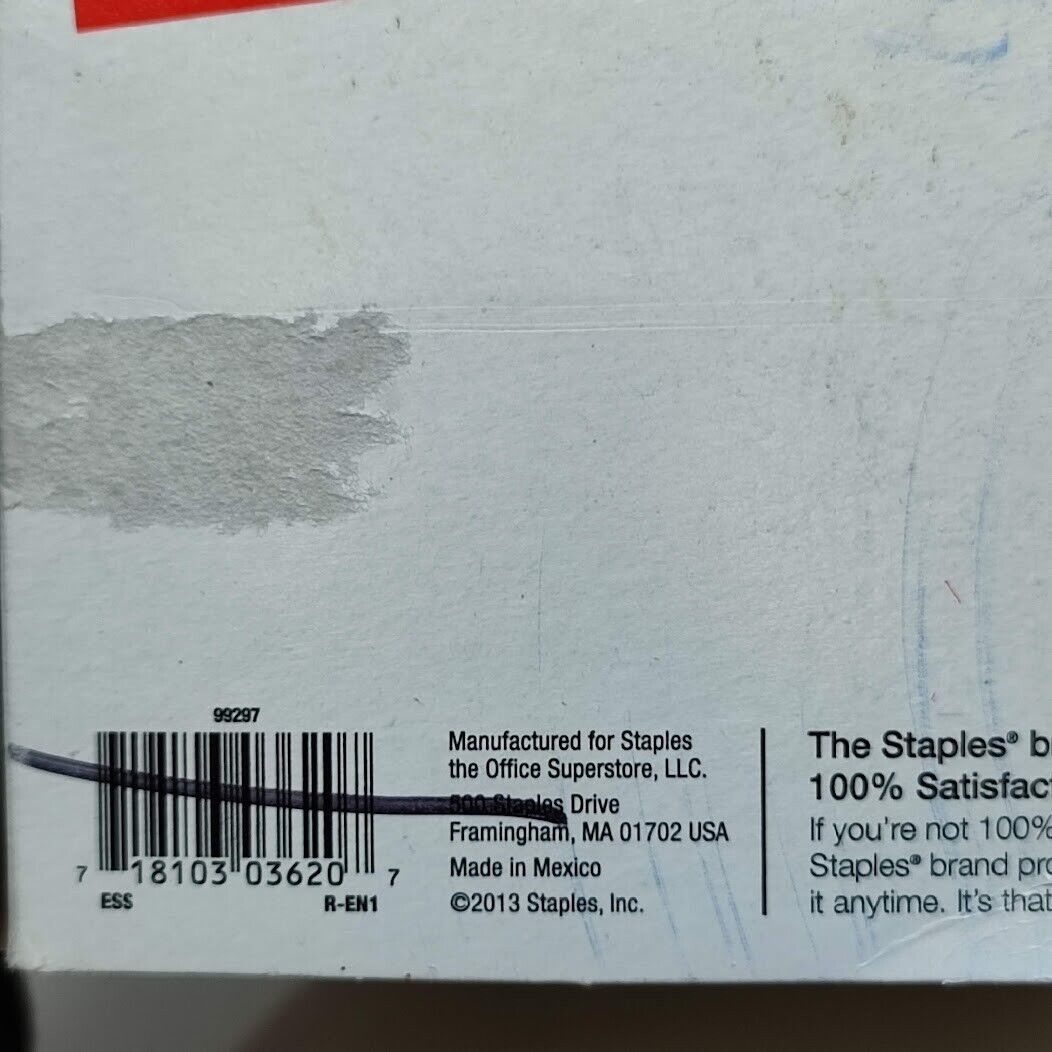 99297
7 18103 03620 7
ESS R-EN1
Manufactured for Staples
the Office Superstore, LLC.
500 Staples Drive
Framingham, MA 01702 USA
Made in Mexico
©2013 Staples, Inc.
The Staples® b
100% Satisfac
If you're not 100%
Staples® brand pro
it anytime. It's that